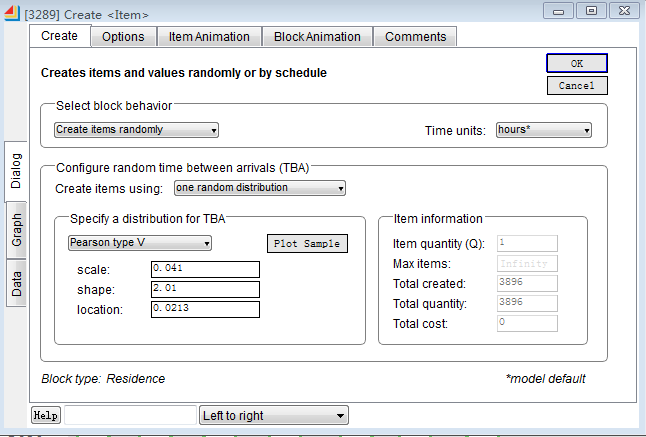 [3289] Create <Item>
Create Options Item Animation Block Animation Comments
Creates items and values randomly or by schedule
OK
Cancel
Select block behavior
Create items randomly Time units: hours*
Configure random time between arrivals (TBA)
Create items using: one random distribution
Specify a distribution for TBA
Pearson type V Plot Sample
scale: 0.041
shape: 2.01
location: 0.0213
Item information
Item quantity (Q): 1
Max items: Infinity
Total created: 3896
Total quantity: 3896
Total cost: 0
Block type: Residence *model default
Dialog
Graph
Data
Help Left to right